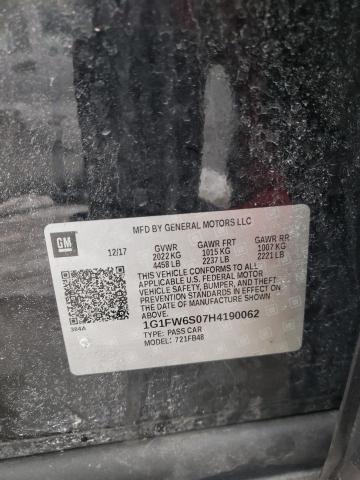 MFD BY GENERAL MOTORS LLC
GM
12/17 GVWR GAWR FRT GAWR RR
2022 KG 1015 KG 1007 KG
4458 LB 2237 LB 2221 LB
THIS VEHICLE CONFORMS TO ALL
APPLICABLE U.S. FEDERAL MOTOR
VEHICLE SAFETY, BUMPER, AND THEFT
PREVENTION STANDARDS IN EFFECT ON
THE DATE OF MANUFACTURE SHOWN
ABOVE.
384A
1G1FW6S07H4190062
TYPE: PASS CAR
MODEL: 721FB48